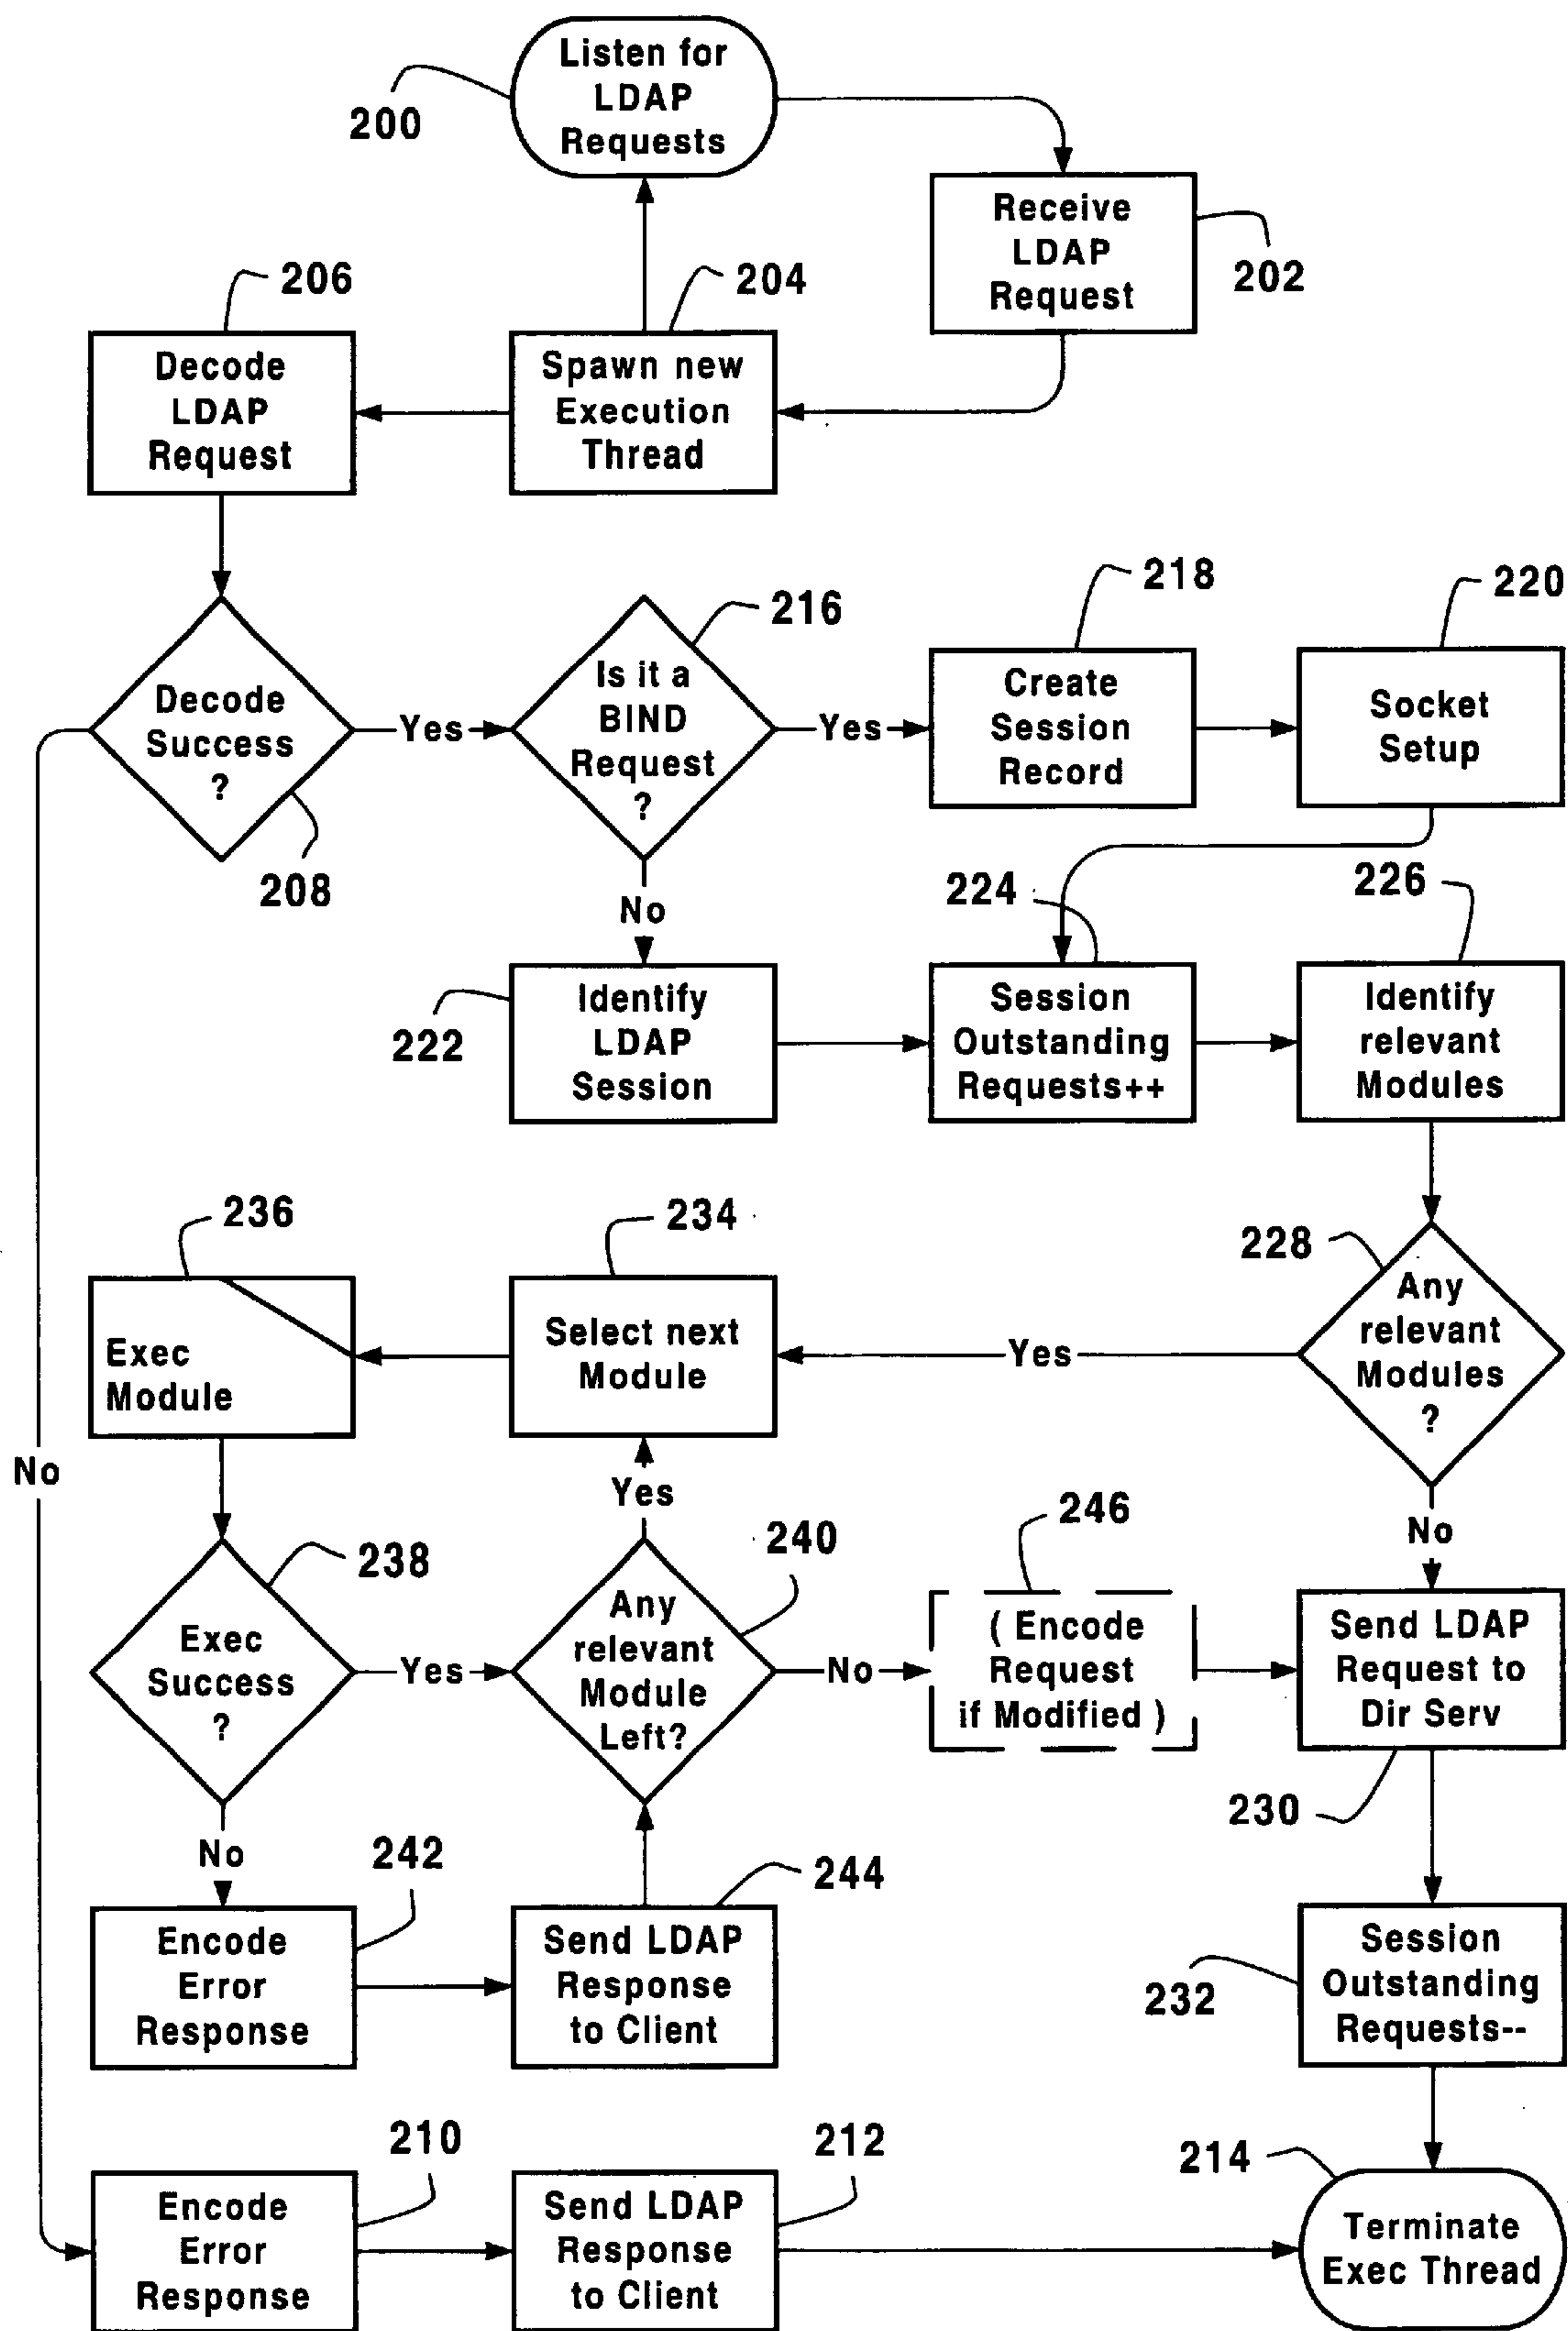 Listen for
LDAP
Requests
200
Receive
LDAP
Request
202
206
204
Decode
LDAP
Request
Spawn new
Execution
Thread
218
220
216
Decode
Success
?
Yes
Is it a
BIND
Request
?
Yes
Create
Session
Record
Socket
Setup
208
No
224
226
222
Identify
LDAP
Session
Session
Outstanding
Requests++
Identify
relevant
Modules
236
234
228
Exec
Module
Select next
Module
Yes
Any
relevant
Modules
?
No
Yes
No
238
240
246
Exec
Success
?
Yes
Any
relevant
Module
Left?
No
( Encode
Request
if Modified )
Send LDAP
Request to
Dir Serv
230
No
242
244
Encode
Error
Response
Send LDAP
Response
to Client
232
Session
Outstanding
Requests--
210
212
214
Encode
Error
Response
Send LDAP
Response
to Client
Terminate
Exec Thread